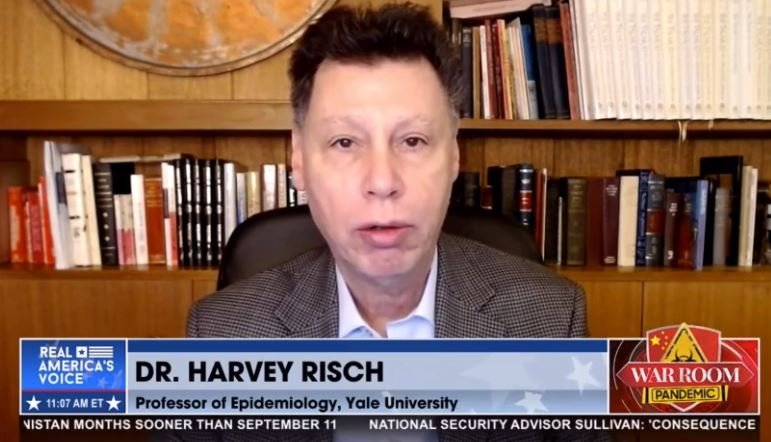 REAL
AMERICA'S
VOICE
11:07 AM ET
DR. HARVEY RISCH
Professor of Epidemiology, Yale University
WAR ROOM
PANDEMIC
NISTAN MONTHS SOONER THAN SEPTEMBER 11 NATIONAL SECURITY ADVISOR SULLIVAN: 'CONSEQUENCE